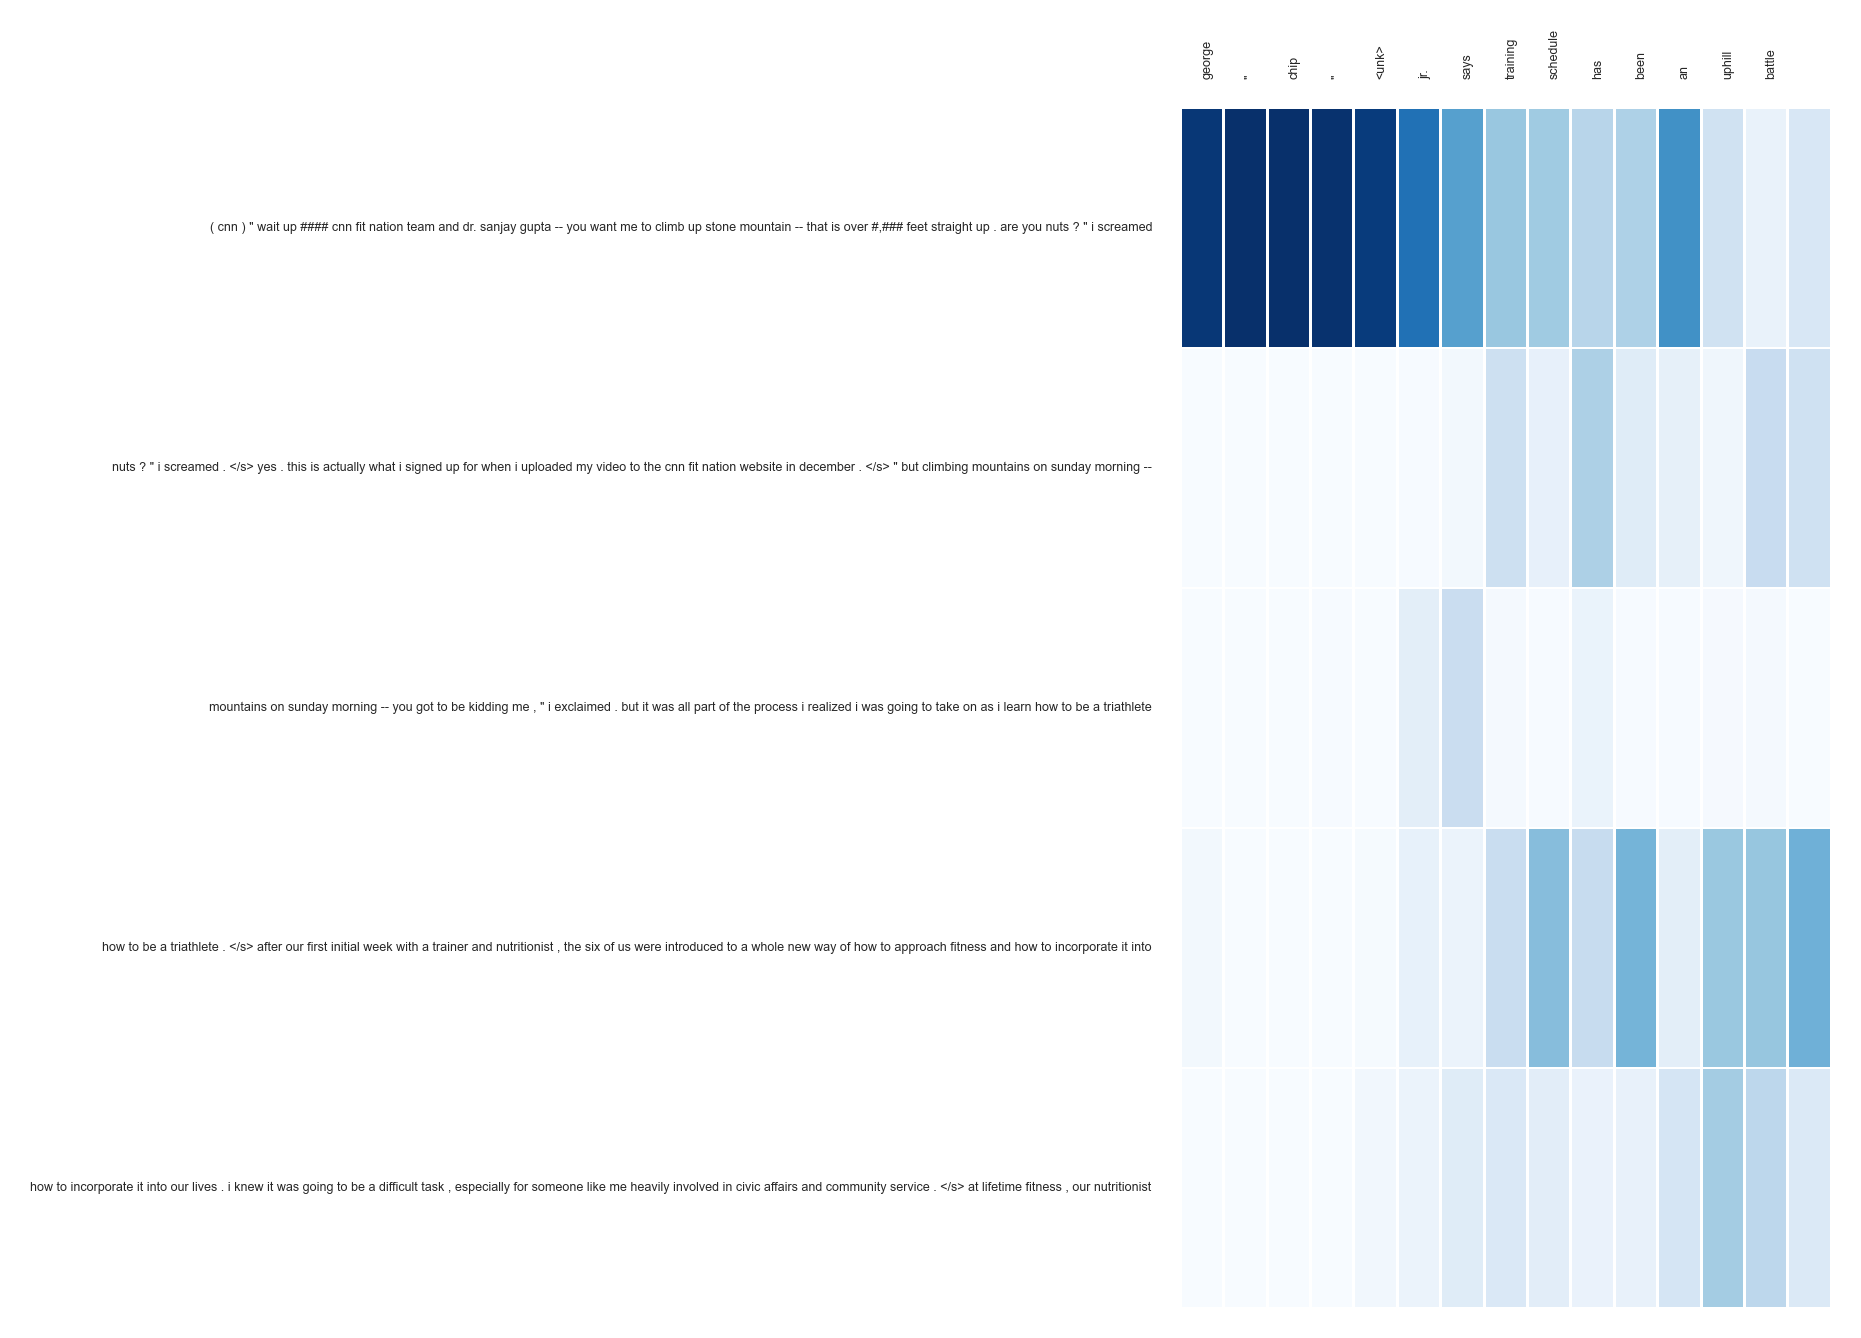 george " chip " <unk> jr. says training schedule has been an uphill battle
( cnn ) " wait up #### cnn fit nation team and dr. sanjay gupta -- you want me to climb up stone mountain -- that is over #,### feet straight up . are you nuts ? " i screamed
nuts ? " i screamed . </s> yes . this is actually what i signed up for when i uploaded my video to the cnn fit nation website in december . </s> " but climbing mountains on sunday morning --
mountains on sunday morning -- you got to be kidding me , " i exclaimed . but it was all part of the process i realized i was going to take on as i learn how to be a triathlete
how to be a triathlete . </s> after our first initial week with a trainer and nutritionist , the six of us were introduced to a whole new way of how to approach fitness and how to incorporate it into
how to incorporate it into our lives . i knew it was going to be a difficult task , especially for someone like me heavily involved in civic affairs and community service . </s> at lifetime fitness , our nutritionist